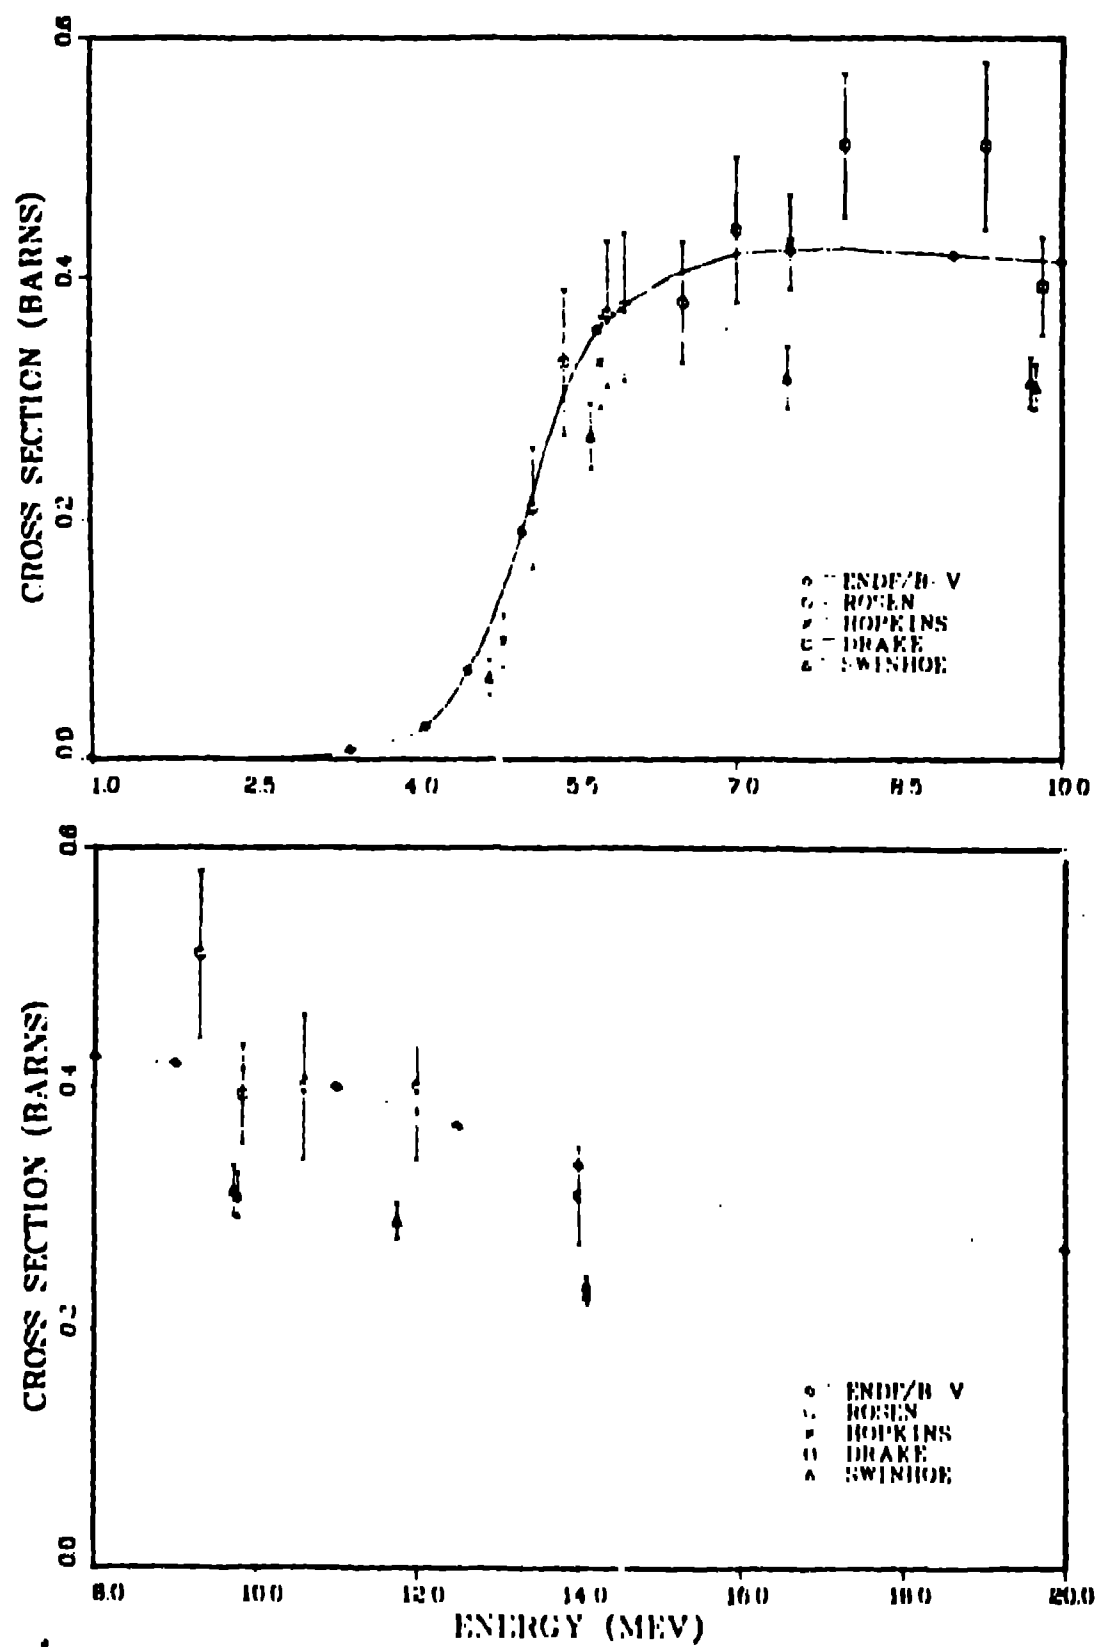 0.6
0.4
0.2
0.0
CROSS SECTION (BARNS)
ENDF/B-V
ROSEN
HOPKINS
DRAKE
SWINHOE
1.0 2.5 4.0 5.5 7.0 8.5 10.0
0.6
0.4
0.2
0.0
CROSS SECTION (BARNS)
ENDF/B-V
ROSEN
HOPKINS
DRAKE
SWINHOE
8.0 10.0 12.0 14.0 16.0 18.0 20.0
ENERGY (MEV)